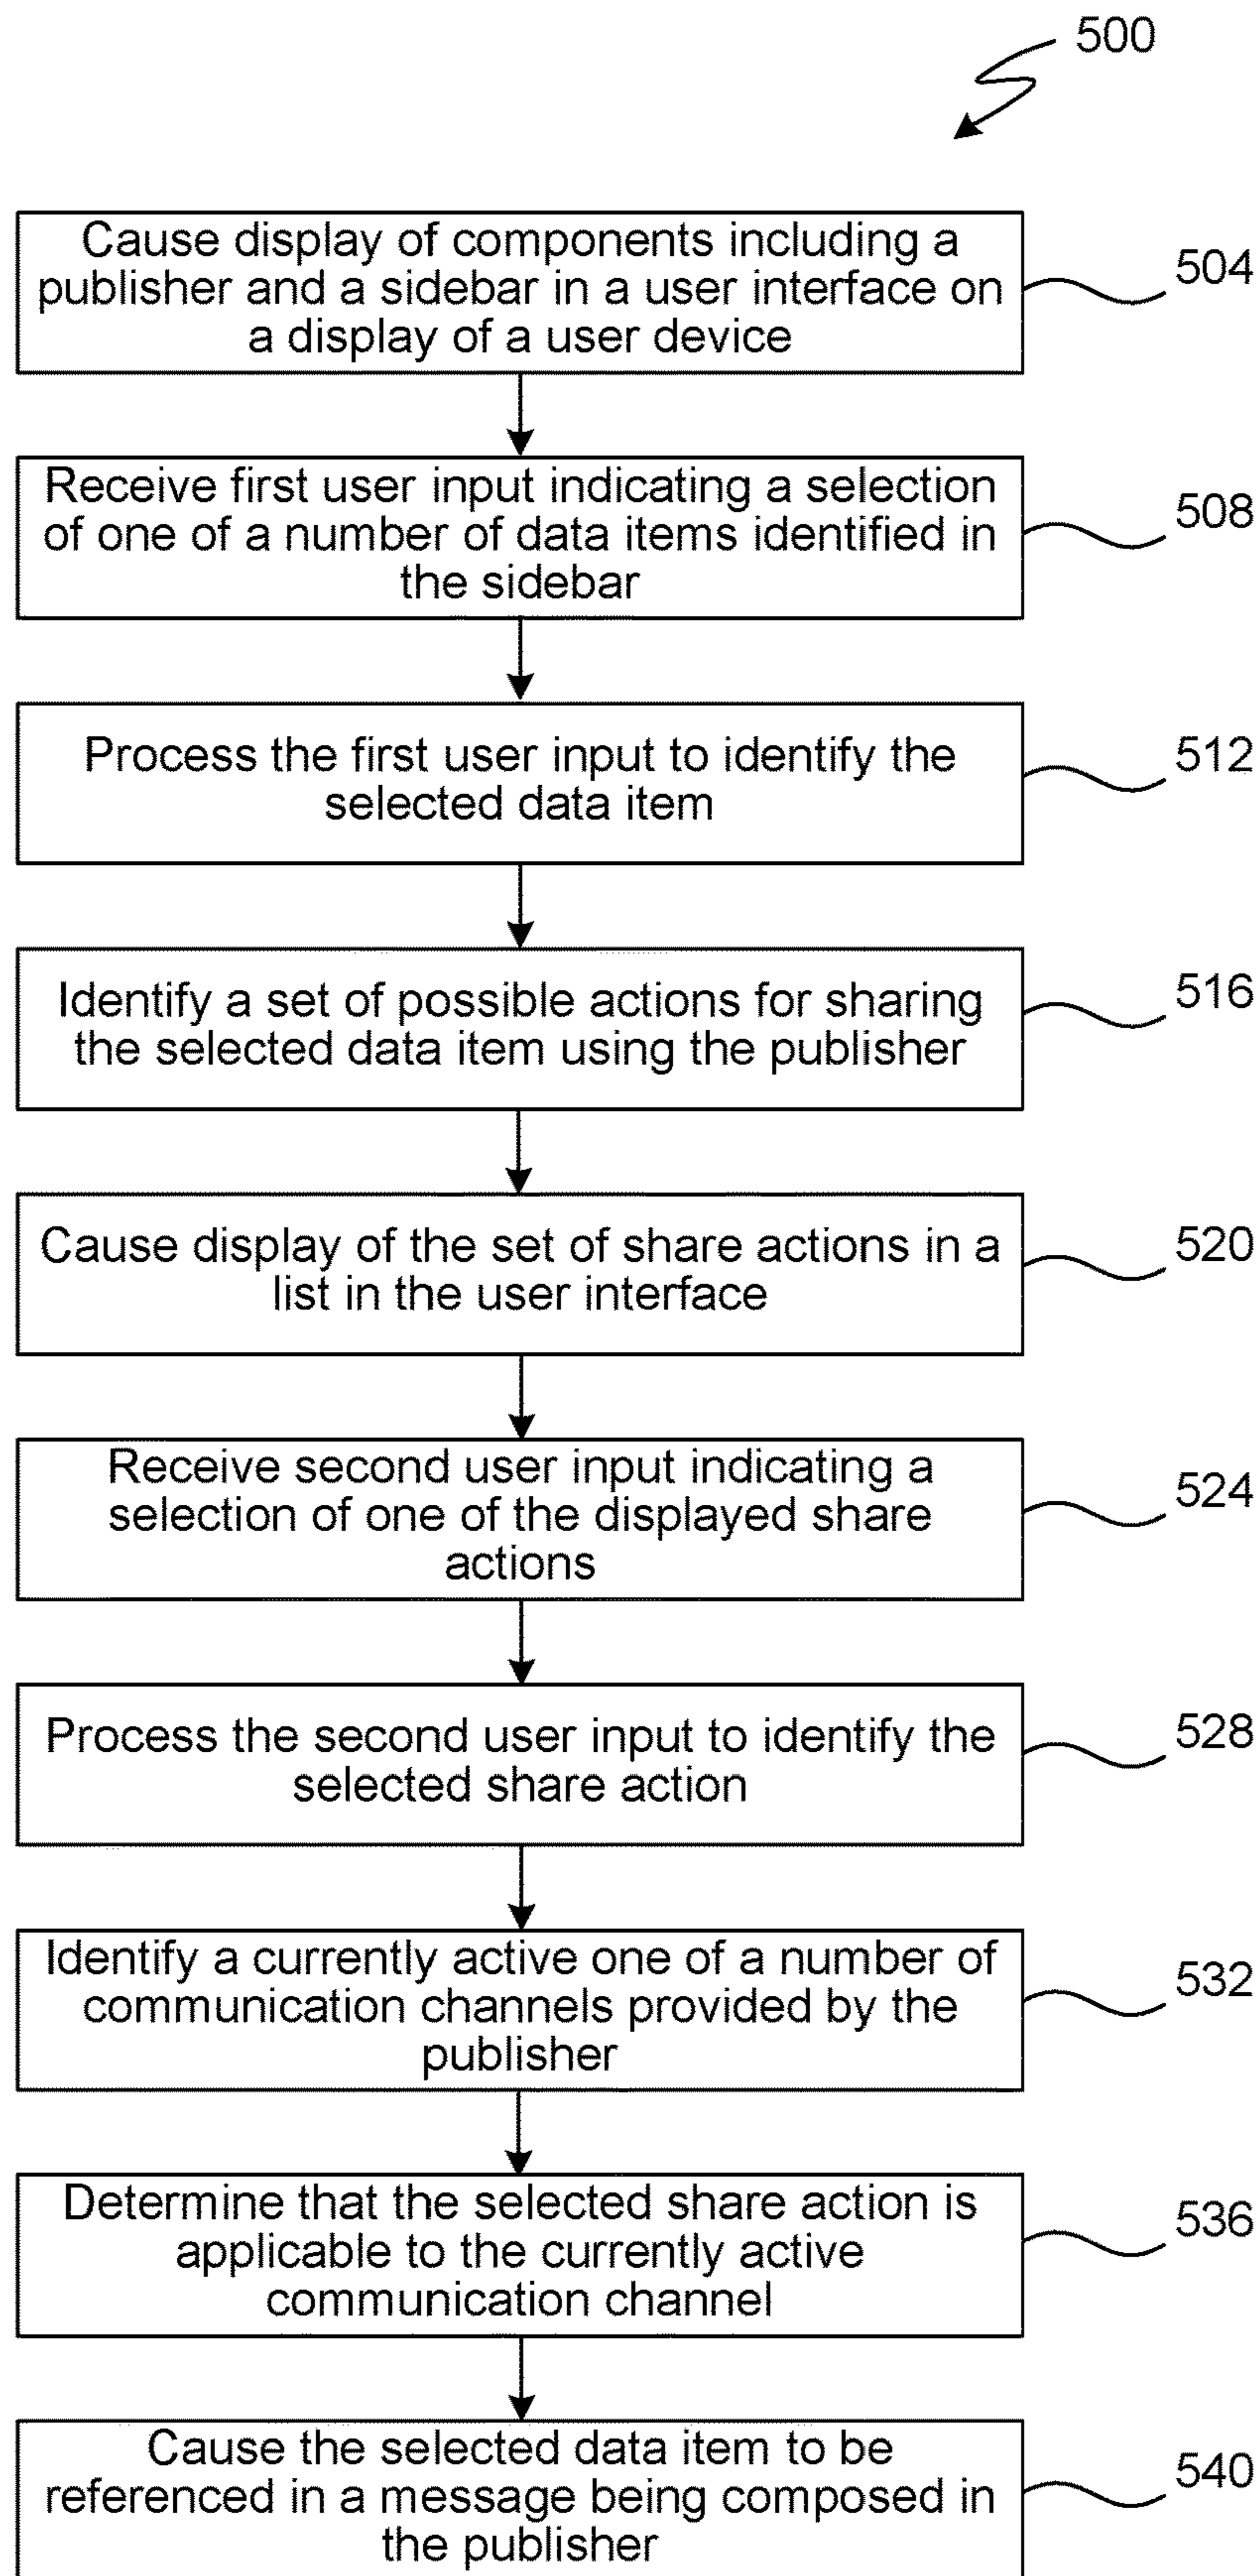 500
Cause display of components including a
publisher and a sidebar in a user interface on
a display of a user device
504
Receive first user input indicating a selection
of one of a number of data items identified in
the sidebar
508
Process the first user input to identify the
selected data item
512
Identify a set of possible actions for sharing
the selected data item using the publisher
516
Cause display of the set of share actions in a
list in the user interface
520
Receive second user input indicating a
selection of one of the displayed share
actions
524
Process the second user input to identify the
selected share action
528
Identify a currently active one of a number of
communication channels provided by the
publisher
532
Determine that the selected share action is
applicable to the currently active
communication channel
536
Cause the selected data item to be
referenced in a message being composed in
the publisher
540